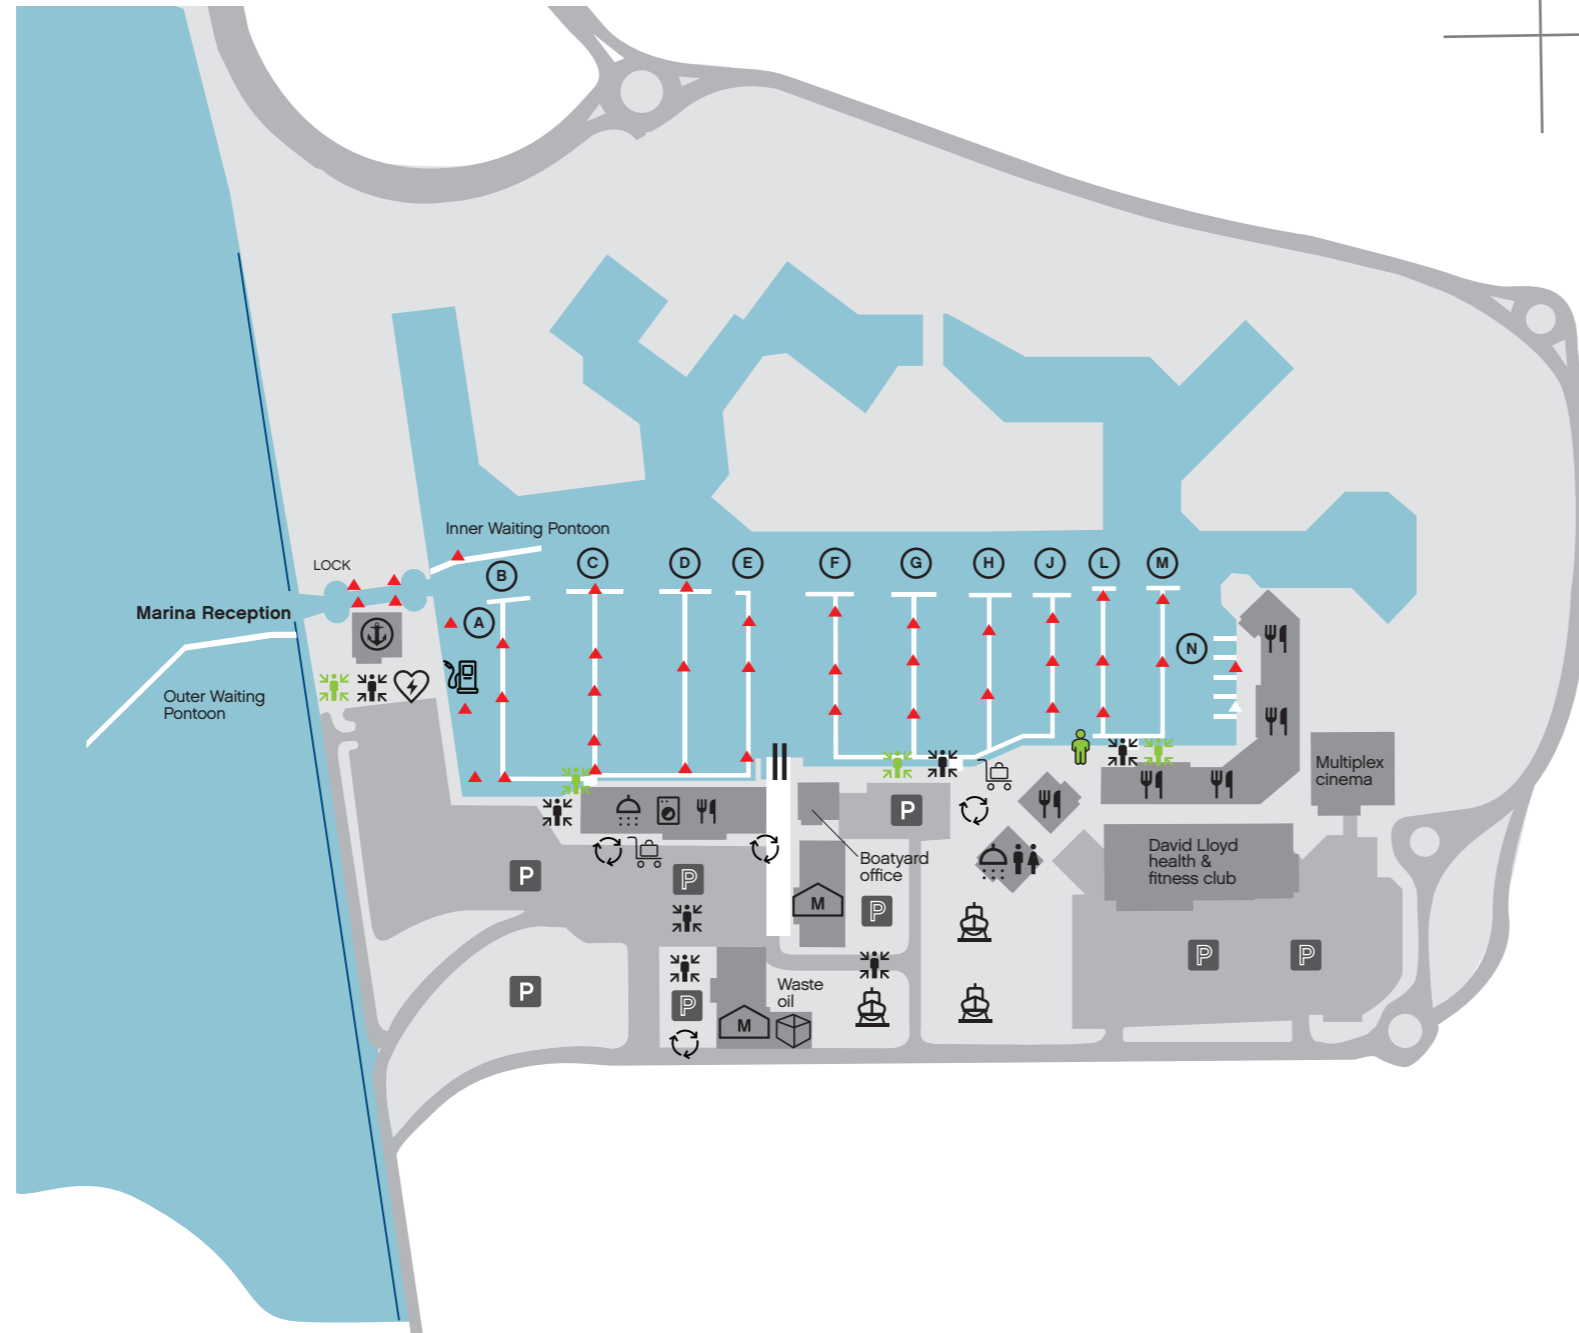 Inner Waiting Pontoon
LOCK
Marina Reception
Outer Waiting
Pontoon
A
B
C
D
E
F
G
H
J
L
M
N
Multiplex
cinema
David Lloyd
health &
fitness club
Boatyard
office
Waste
oil
P
P
P
P
P
P
P
P
M
M